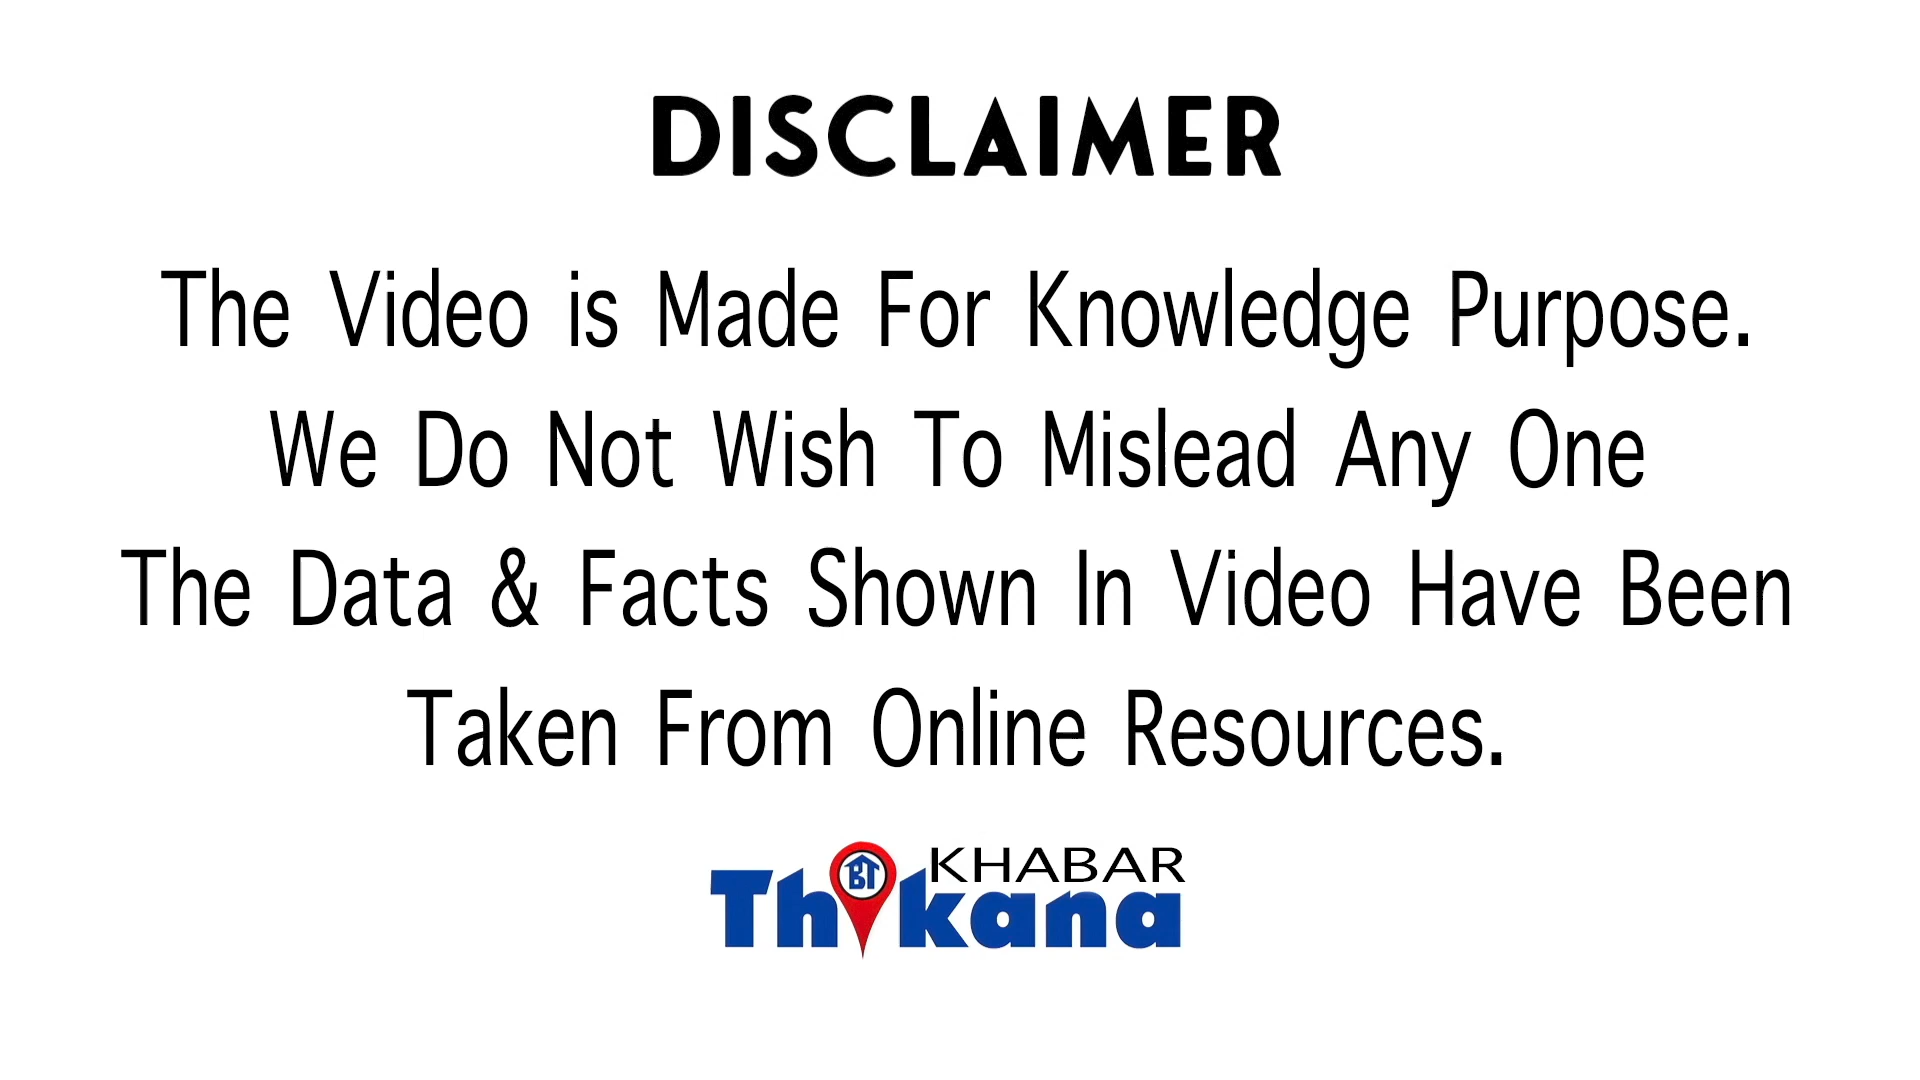 DISCLAIMER
The Video is Made For Knowledge Purpose.
We Do Not Wish To Mislead Any One
The Data & Facts Shown In Video Have Been
Taken From Online Resources.
BT
KHABAR
Thikana